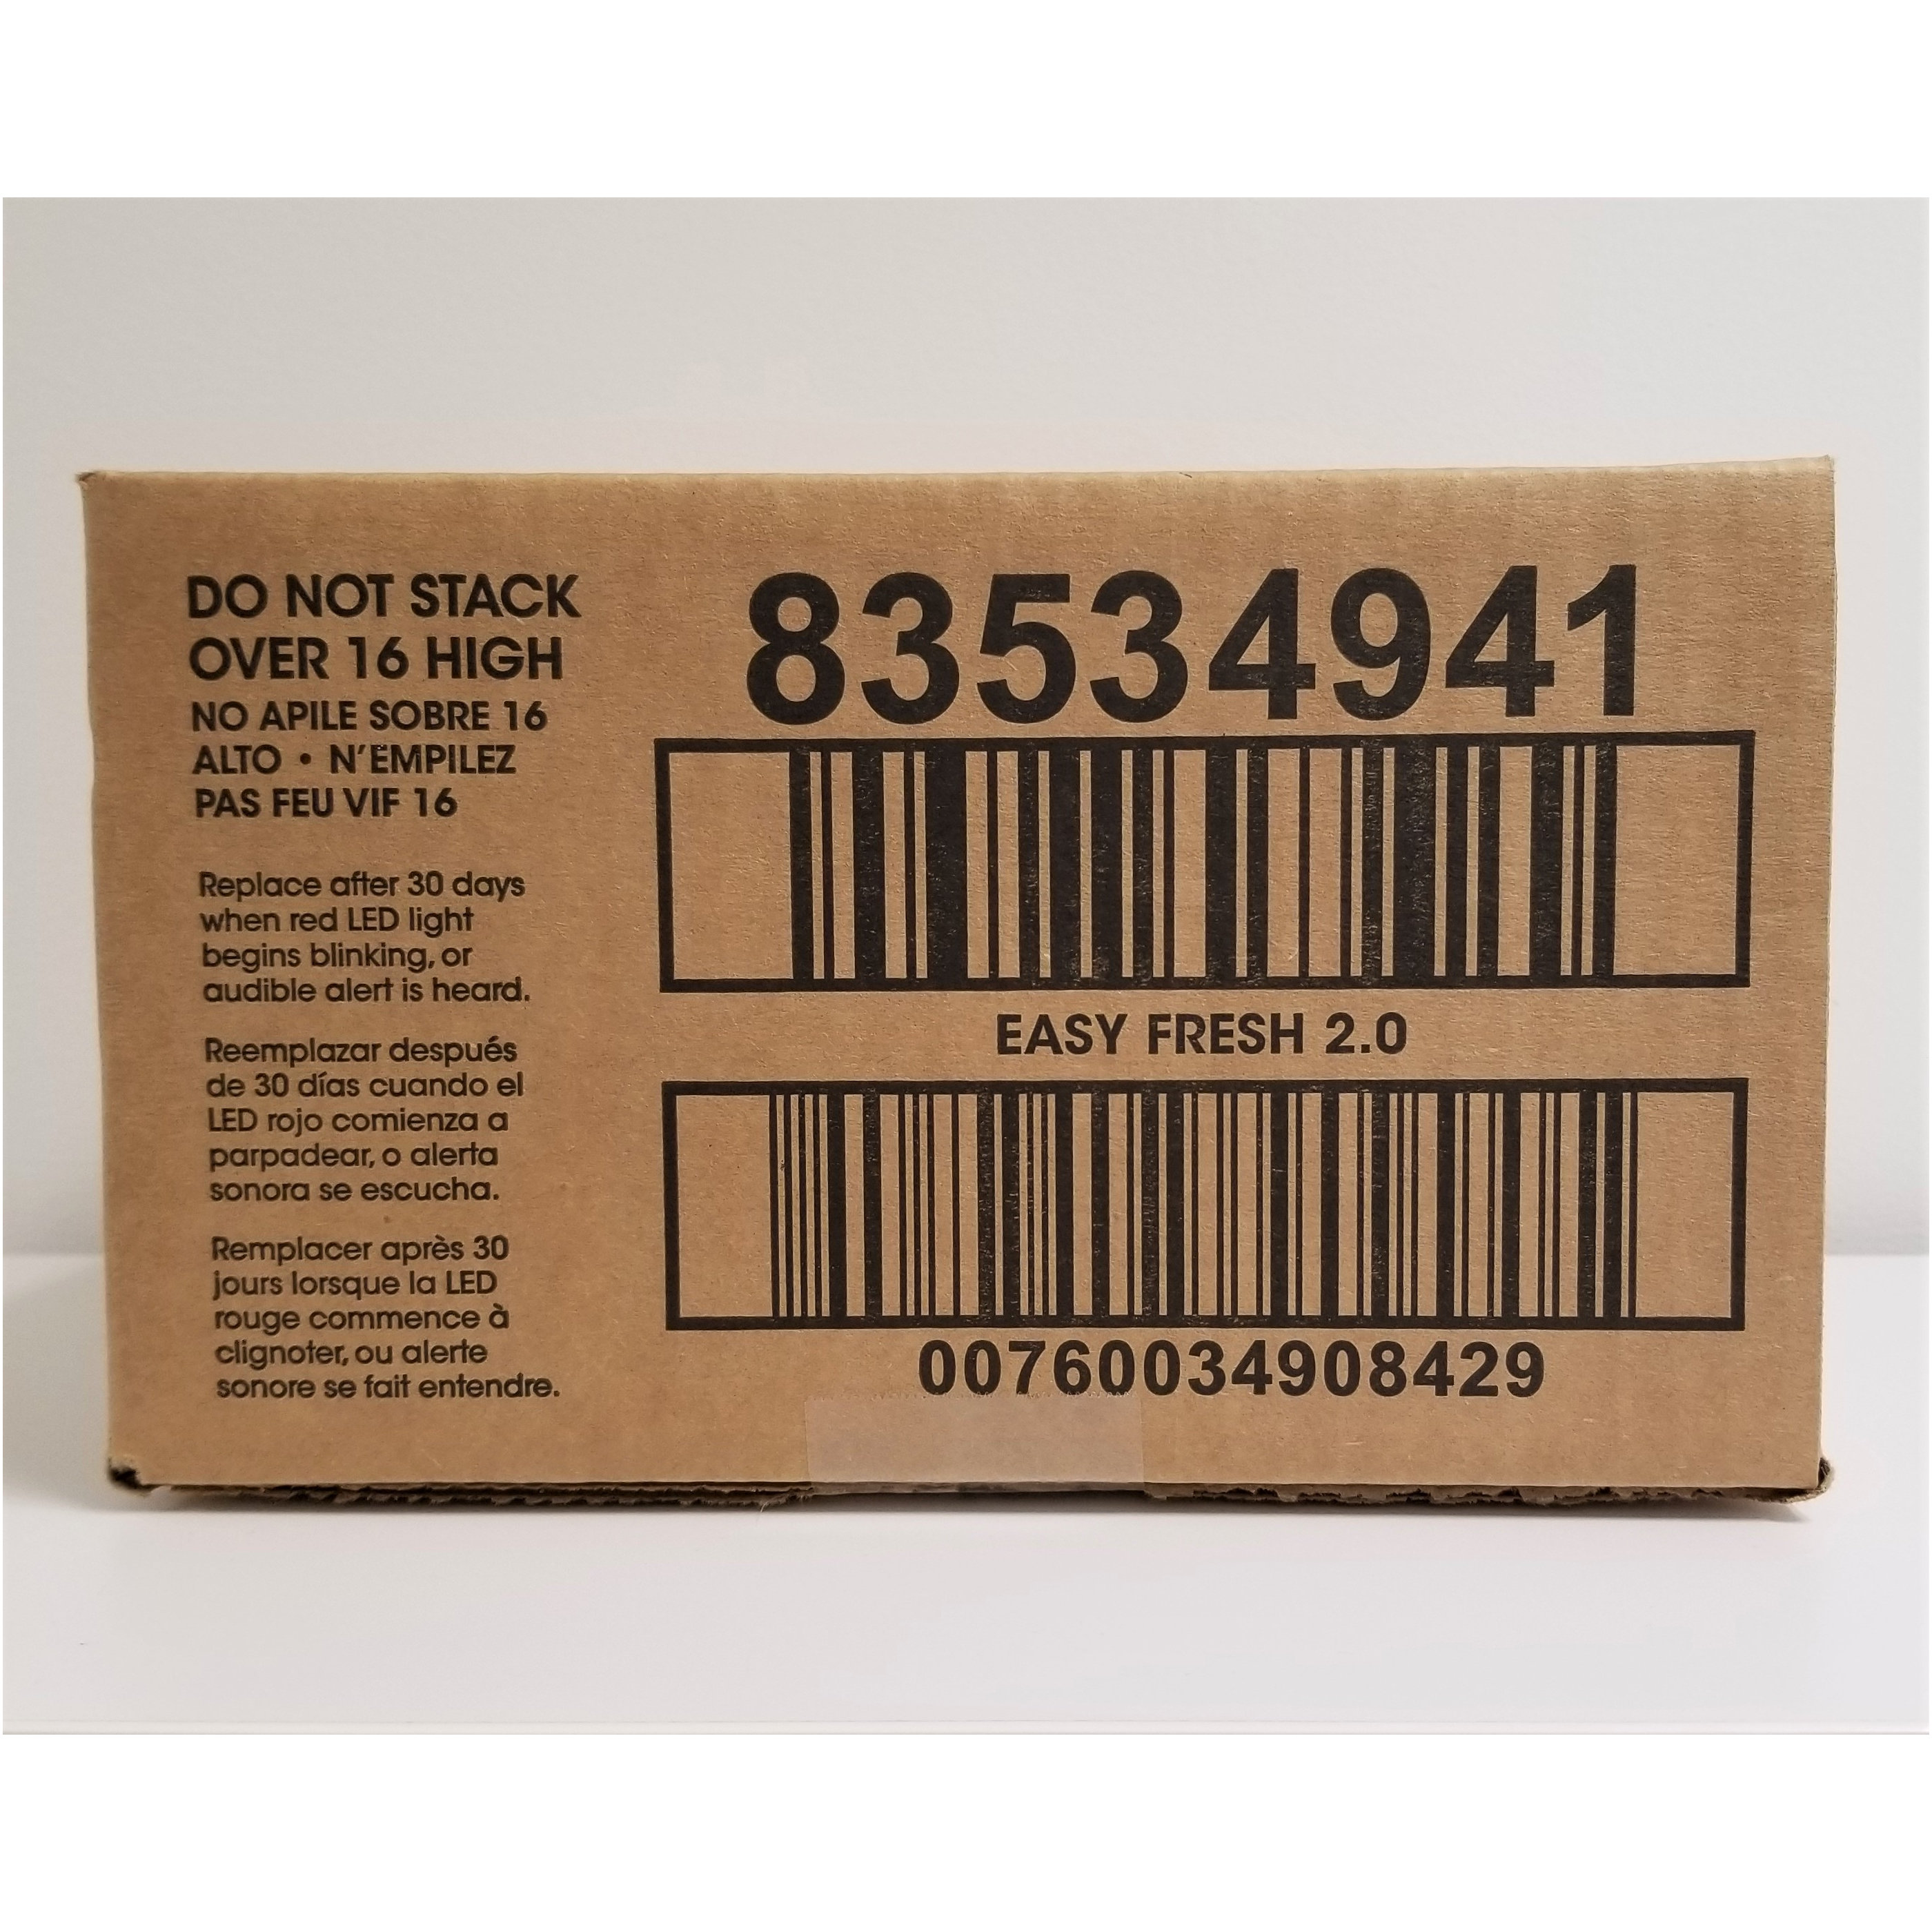 DO NOT STACK
OVER 16 HIGH
NO APILE SOBRE 16
ALTO • N'EMPILEZ
PAS FEU VIF 16
Replace after 30 days
when red LED light
begins blinking, or
audible alert is heard.
Reemplazar después
de 30 días cuando el
LED rojo comienza a
parpadear, o alerta
sonora se escucha.
Remplacer après 30
jours lorsque la LED
rouge commence à
clignoter, ou alerte
sonore se fait entendre.
83534941
EASY FRESH 2.0
00760034908429